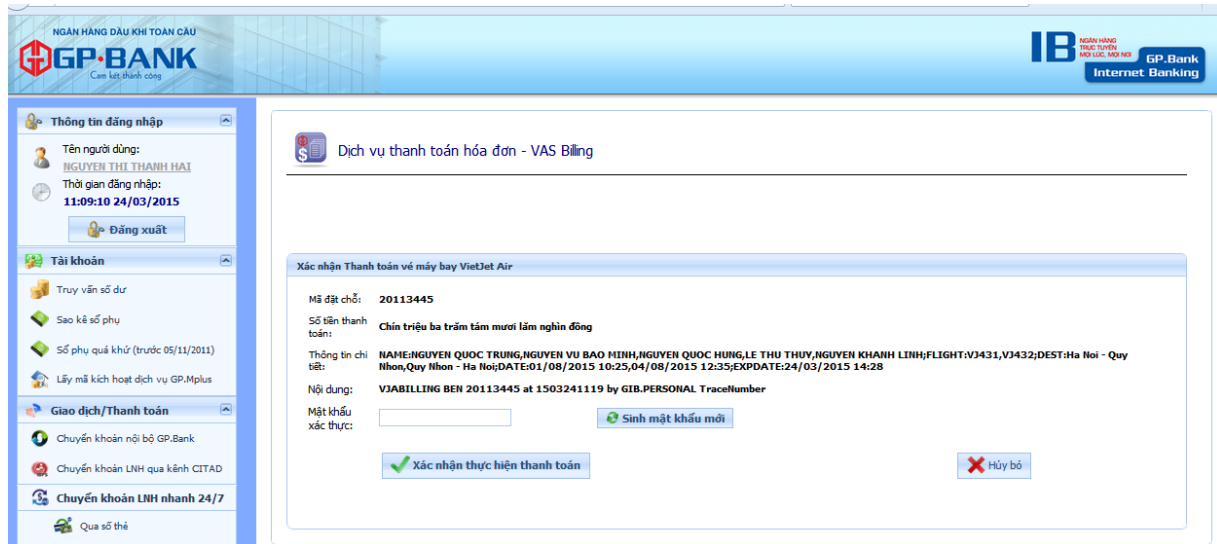 NGÂN HÀNG DẦU KHÍ TOÀN CẦU
GP·BANK
Cam kết thành công
IB NGÂN HÀNG
TRỰC TUYẾN
MỌI LÚC, MỌI NƠI
GP.Bank
Internet Banking
Thông tin đăng nhập
Tên người dùng:
NGUYEN THI THANH HAI
Thời gian đăng nhập:
11:09:10 24/03/2015
Đăng xuất
Tài khoản
Truy vấn số dư
Sao kê sổ phụ
Sổ phụ quá khứ (trước 05/11/2011)
Lấy mã kích hoạt dịch vụ GP.Mplus
Giao dịch/Thanh toán
Chuyển khoản nội bộ GP.Bank
Chuyển khoản LNH qua kênh CITAD
Chuyển khoản LNH nhanh 24/7
Qua số thẻ
Dịch vụ thanh toán hóa đơn - VAS Billing
Xác nhận Thanh toán vé máy bay VietJet Air
Mã đặt chỗ: 20113445
Số tiền thanh toán: Chín triệu ba trăm tám mươi lăm nghìn đồng
Thông tin chi tiết: NAME:NGUYEN QUOC TRUNG,NGUYEN VU BAO MINH,NGUYEN QUOC HUNG,LE THU THUY,NGUYEN KHANH LINH;FLIGHT:VJ431,VJ432;DEST:Ha Noi - Quy
Nhon,Quy Nhon - Ha Noi;DATE:01/08/2015 10:25,04/08/2015 12:35;EXPDATE:24/03/2015 14:28
Nội dung: VJABILLING BEN 20113445 at 1503241119 by GIB.PERSONAL TraceNumber
Mật khẩu xác thực:
Sinh mật khẩu mới
Xác nhận thực hiện thanh toán
Hủy bỏ